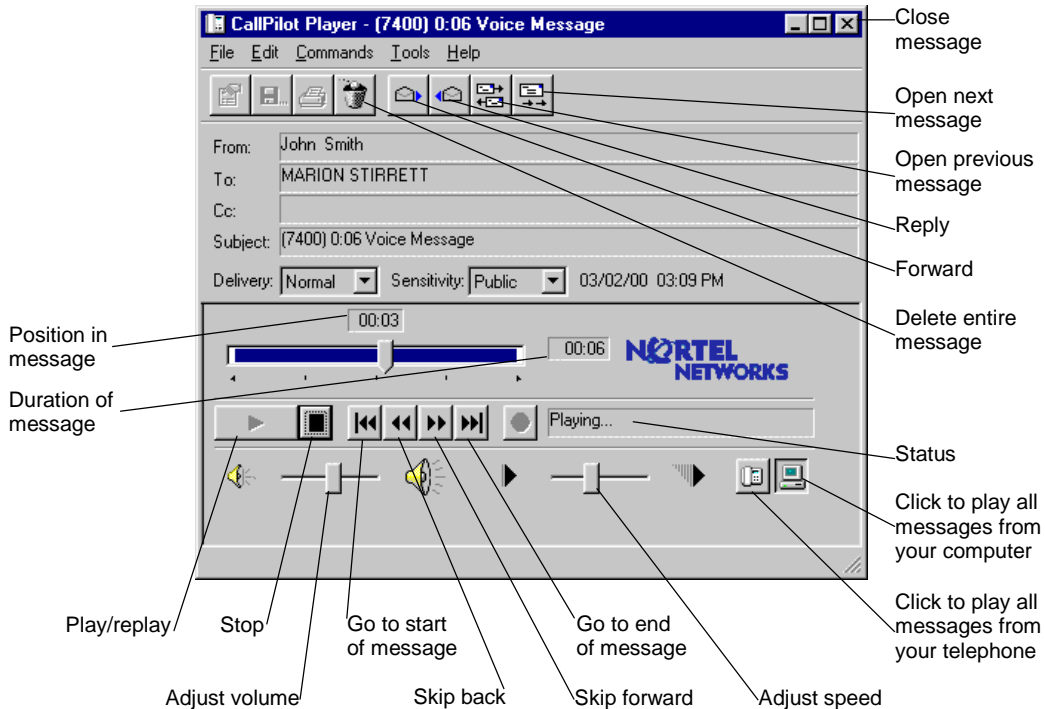 CallPilot Player - (7400) 0:06 Voice Message
File Edit Commands Tools Help
From: John Smith
To: MARION STIRRETT
Cc:
Subject: (7400) 0:06 Voice Message
Delivery: Normal Sensitivity: Public 03/02/00 03:09 PM
00:03
00:06
NORTEL
NETWORKS
Playing...
Close
message
Open next
message
Open previous
message
Reply
Forward
Delete entire
message
Status
Click to play all
messages from
your computer
Click to play all
messages from
your telephone
Position in
message
Duration of
message
Play/replay
Stop
Go to start
of message
Go to end
of message
Adjust volume
Skip back
Skip forward
Adjust speed